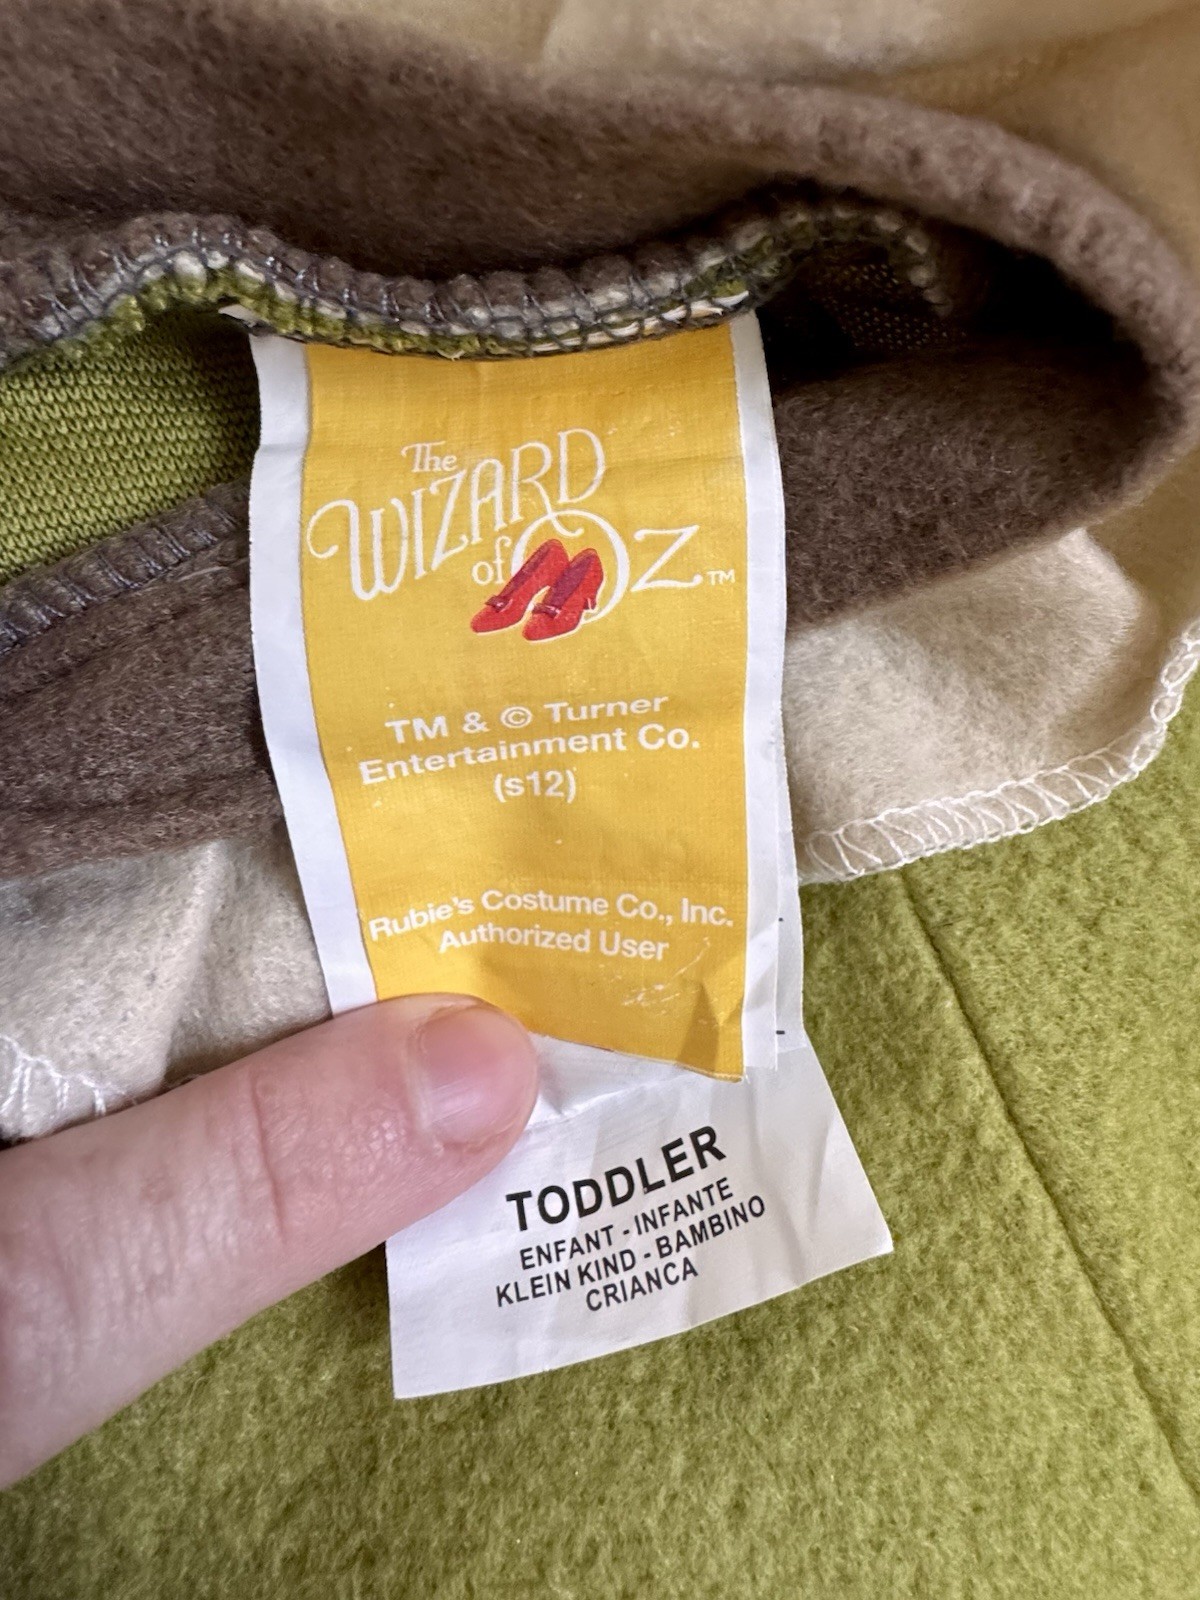 The
WIZARD
of OZ™
TM & © Turner
Entertainment Co.
(s12)
Rubie's Costume Co., Inc.
Authorized User
TODDLER
ENFANT - INFANTE
KLEIN KIND - BAMBINO
CRIANCA